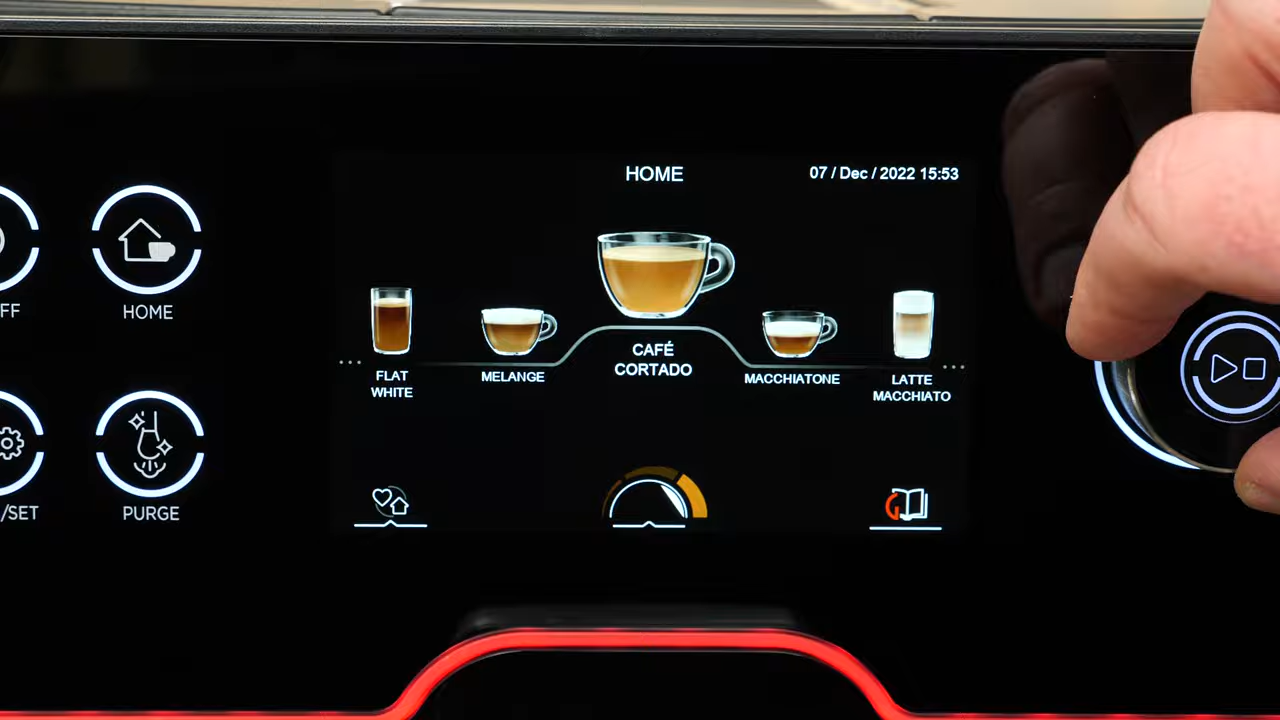 HOME
07 / Dec / 2022 15:53
FF
HOME
FLAT
WHITE
MELANGE
CAFÉ
CORTADO
MACCHIATONE
LATTE
MACCHIATO
/SET
PURGE